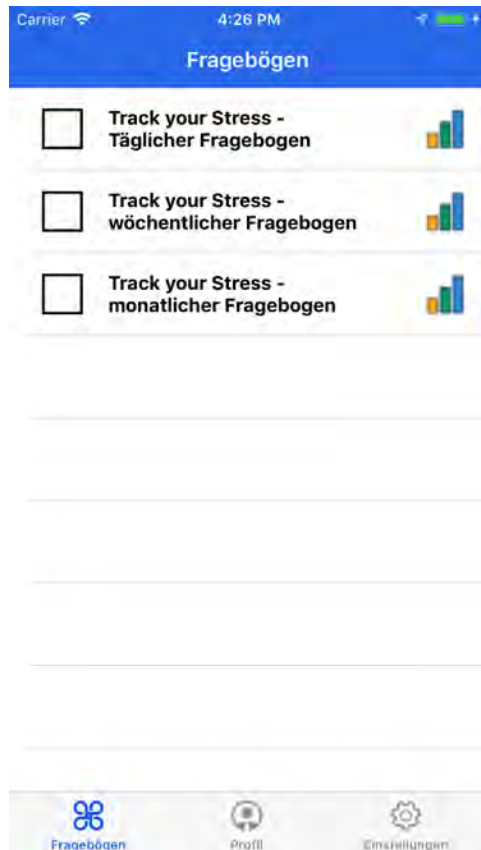 Carrier 4:26 PM
Fragebögen
Track your Stress -
Täglicher Fragebogen
Track your Stress -
wöchentlicher Fragebogen
Track your Stress -
monatlicher Fragebogen
Fragebögen Profil Einstellungen